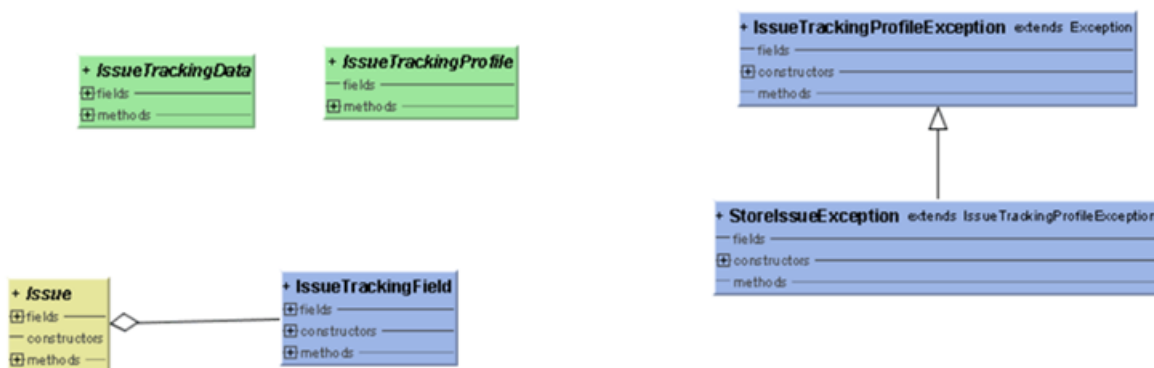 + IssueTrackingData
fields
methods
+ IssueTrackingProfile
fields
methods
+ IssueTrackingProfileException extends Exception
fields
constructors
methods
+ StoreIssueException extends IssueTrackingProfileException
fields
constructors
methods
+ Issue
fields
constructors
methods
+ IssueTrackingField
fields
constructors
methods